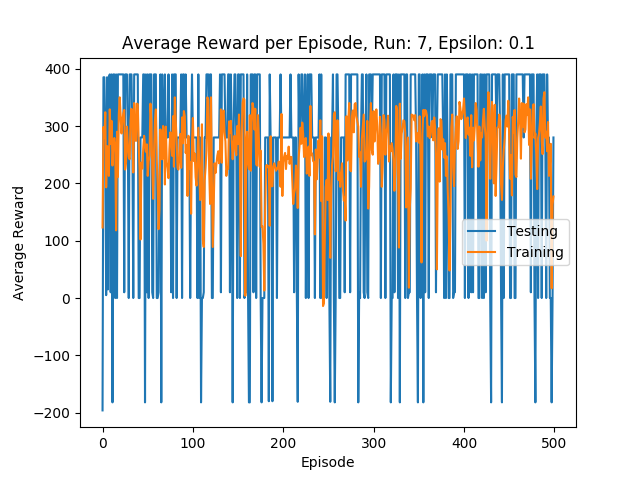 Average Reward per Episode, Run: 7, Epsilon: 0.1
400
300
200
100
0
−100
−200
Average Reward
Testing
Training
0
100
200
300
400
500
Episode